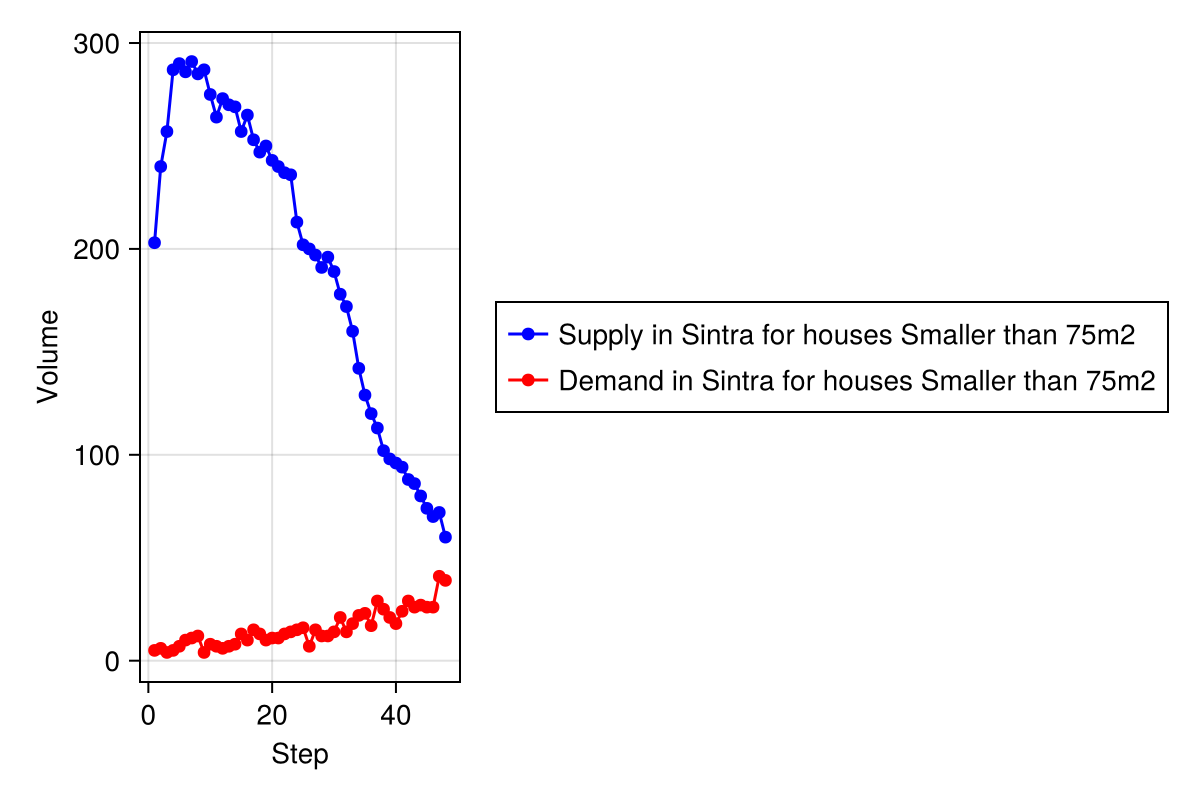 300
200
100
0
Volume
0 20 40
Step
Supply in Sintra for houses Smaller than 75m2
Demand in Sintra for houses Smaller than 75m2